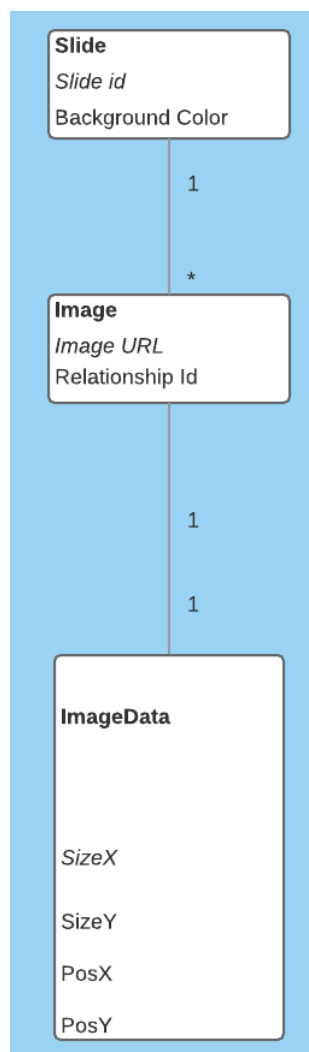 Slide
Slide id
Background Color
1
*
Image
Image URL
Relationship Id
1
1
ImageData
SizeX
SizeY
PosX
PosY